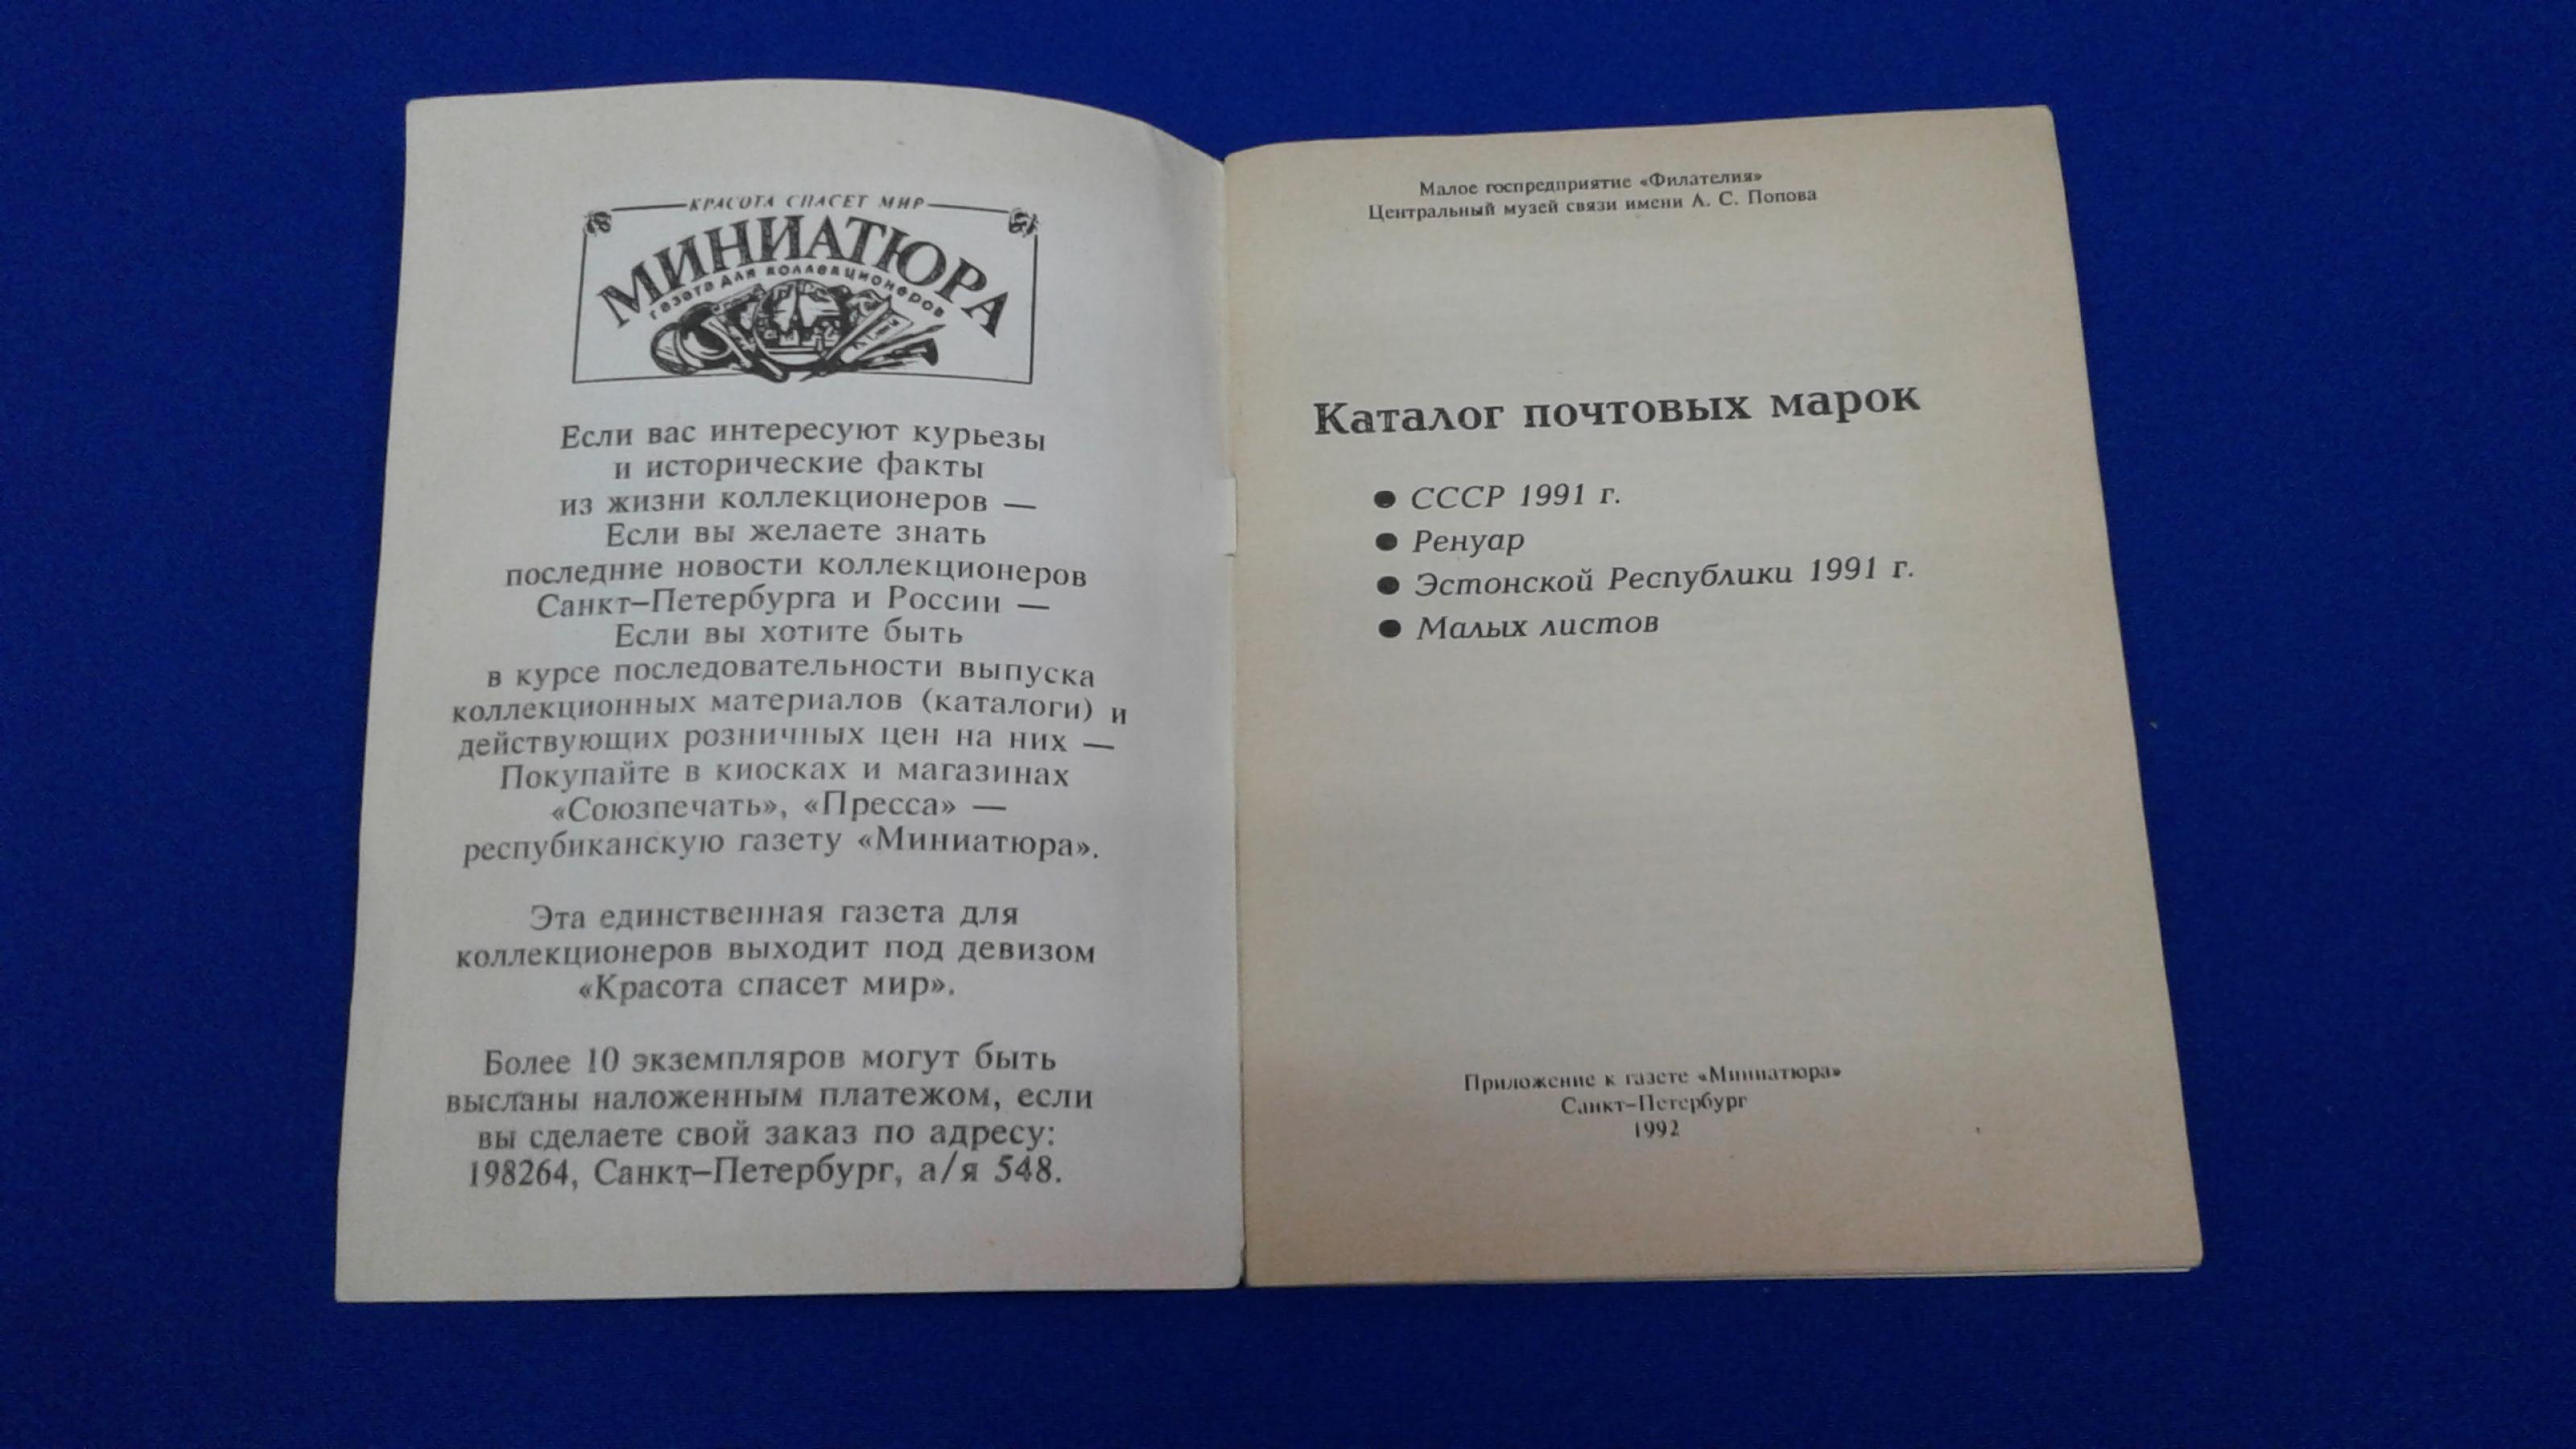 КРАСОТА СПАСЕТ МИР
МИНИАТЮРА
газета для коллекционеров
Если вас интересуют курьезы
и исторические факты
из жизни коллекционеров —
Если вы желаете знать
последние новости коллекционеров
Санкт–Петербурга и России —
Если вы хотите быть
в курсе последовательности выпуска
коллекционных материалов (каталоги) и
действующих розничных цен на них —
Покупайте в киосках и магазинах
«Союзпечать», «Пресса» —
респубиканскую газету «Миниатюра».
Эта единственная газета для
коллекционеров выходит под девизом
«Красота спасет мир».
Более 10 экземпляров могут быть
высланы наложенным платежом, если
вы сделаете свой заказ по адресу:
198264, Санкт–Петербург, а/я 548.
Малое госпредприятие «Филателия»
Центральный музей связи имени А. С. Попова
Каталог почтовых марок
● СССР 1991 г.
● Ренуар
● Эстонской Республики 1991 г.
● Малых листов
Приложение к газете «Миниатюра»
Санкт–Петербург
1992